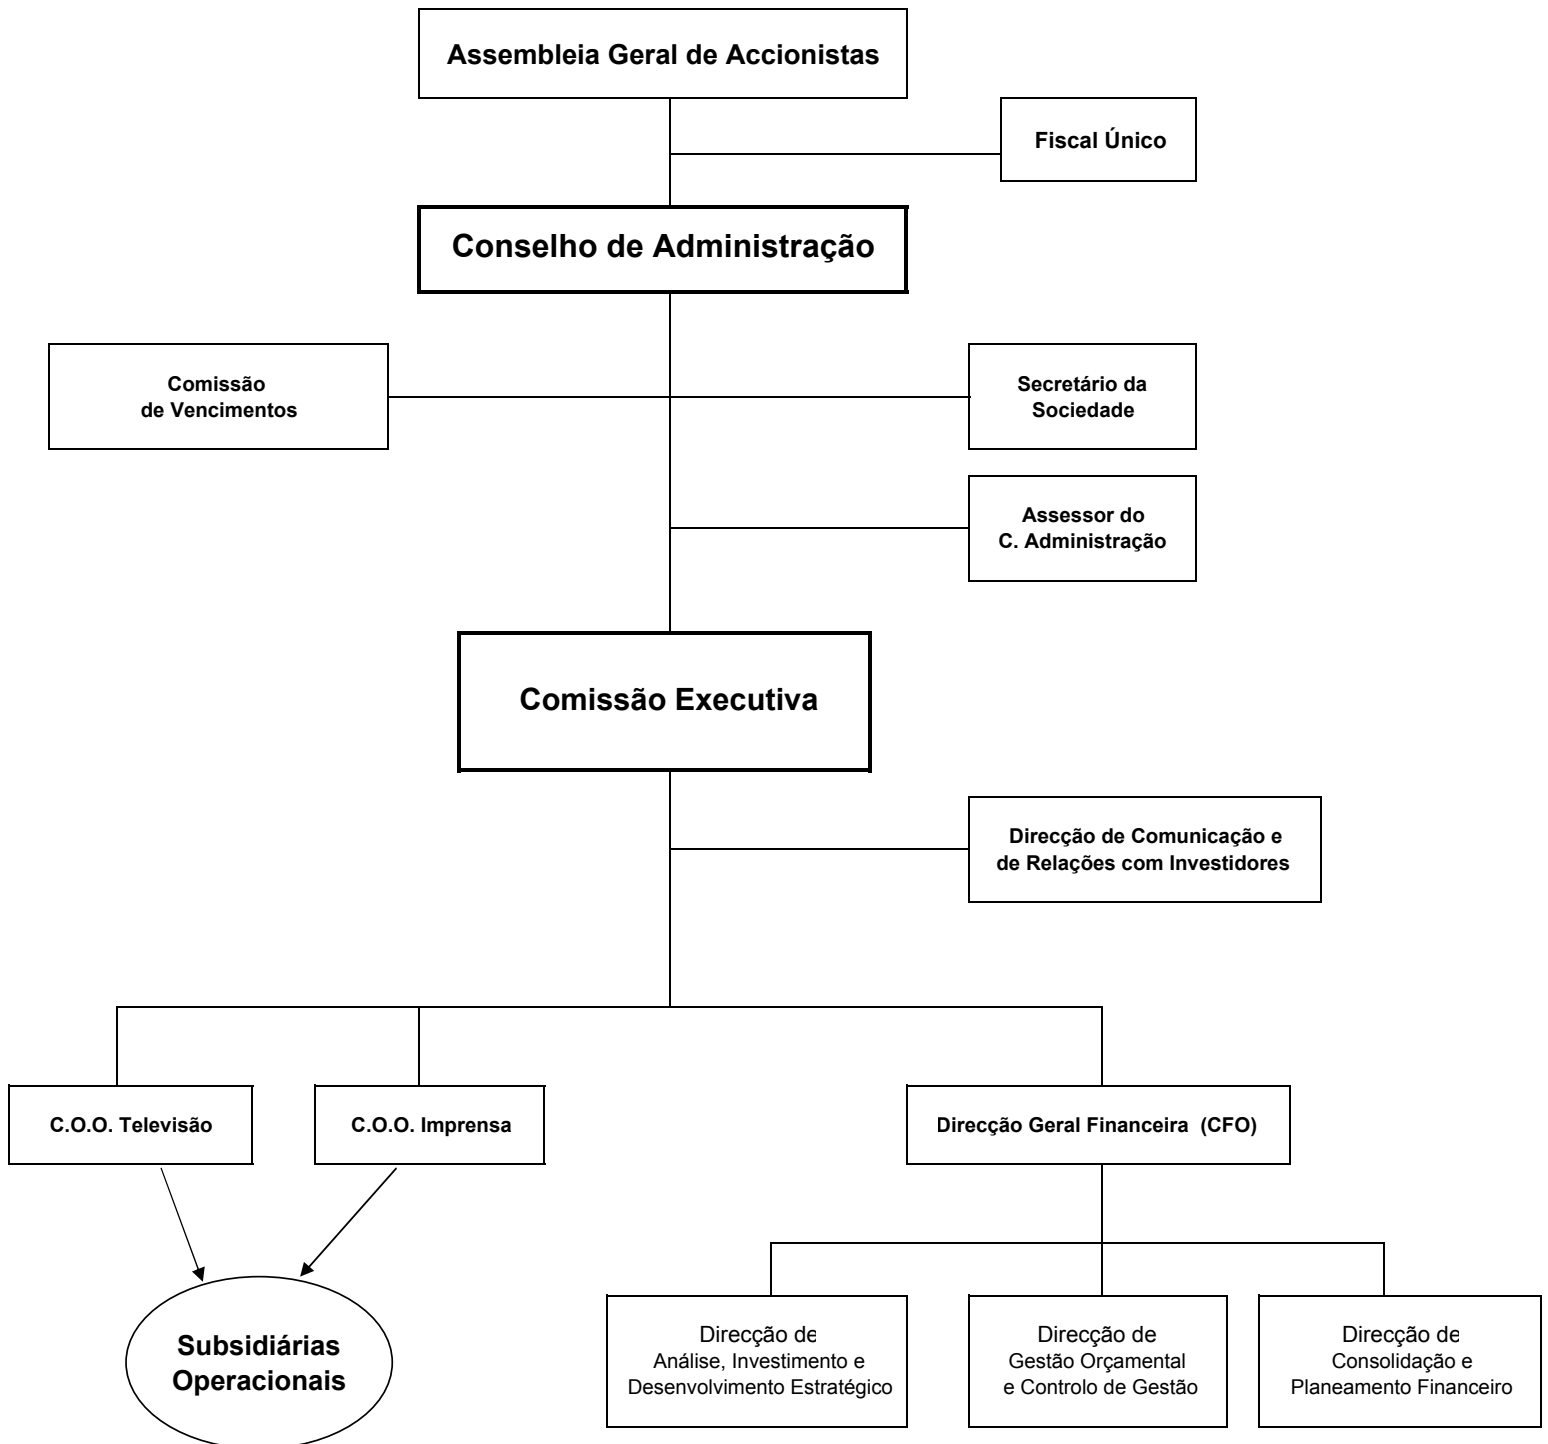 Assembleia Geral de Accionistas
Fiscal Único
Conselho de Administração
Comissão
de Vencimentos
Secretário da
Sociedade
Assessor do
C. Administração
Comissão Executiva
Direcção de Comunicação e
de Relações com Investidores
C.O.O. Televisão
C.O.O. Imprensa
Direcção Geral Financeira (CFO)
Subsidiárias
Operacionais
Direcção de
Análise, Investimento e
Desenvolvimento Estratégico
Direcção de
Gestão Orçamental
e Controlo de Gestão
Direcção de
Consolidação e
Planeamento Financeiro